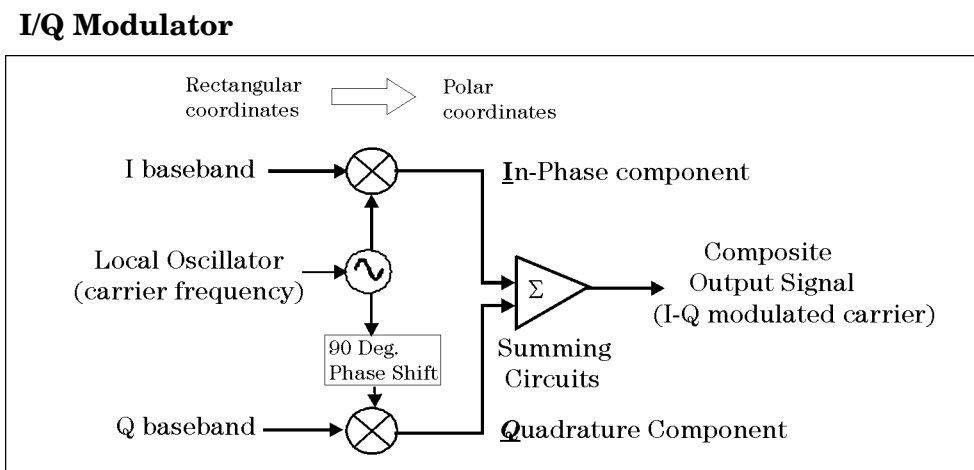 I/Q Modulator
Rectangular
coordinates
Polar
coordinates
I baseband
In-Phase component
Local Oscillator
(carrier frequency)
Σ
Composite
Output Signal
(I-Q modulated carrier)
90 Deg.
Phase Shift
Summing
Circuits
Q baseband
Quadrature Component